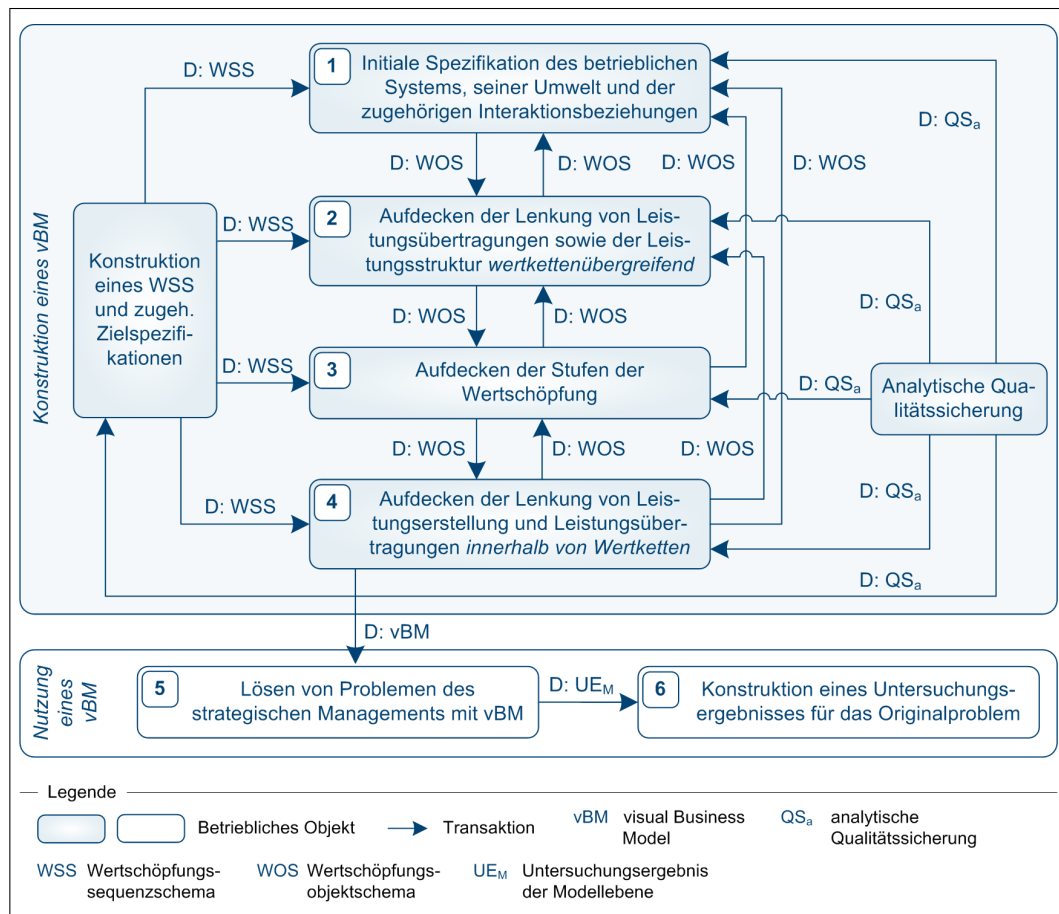 Konstruktion eines vBM
1
Initiale Spezifikation des betrieblichen
Systems, seiner Umwelt und der
zugehörigen Interaktionsbeziehungen
D: WSS
D: QSₐ
D: WOS
D: WOS
D: WOS
D: WOS
2
Aufdecken der Lenkung von Leis-
tungsübertragungen sowie der Leis-
tungsstruktur wertkettenübergreifend
D: WSS
Konstruktion
eines WSS
und zugeh.
Zielspezifi-
kationen
D: QSₐ
D: WOS
D: WOS
D: WSS
3
Aufdecken der Stufen der
Wertschöpfung
D: QSₐ
Analytische Qua-
litätssicherung
D: WOS
D: WOS
D: WOS
D: WSS
4
Aufdecken der Lenkung von Leis-
tungserstellung und Leistungsüber-
tragungen innerhalb von Wertketten
D: QSₐ
D: QSₐ
D: vBM
Nutzung
eines
vBM
5
Lösen von Problemen des
strategischen Managements mit vBM
D: UE_M
6
Konstruktion eines Untersuchungs-
ergebnisses für das Originalproblem
Legende
Betriebliches Objekt
Transaktion
vBM visual Business
Model
QSₐ analytische
Qualitätssicherung
WSS Wertschöpfungs-
sequenzschema
WOS Wertschöpfungs-
objektschema
UE_M Untersuchungsergebnis
der Modellebene